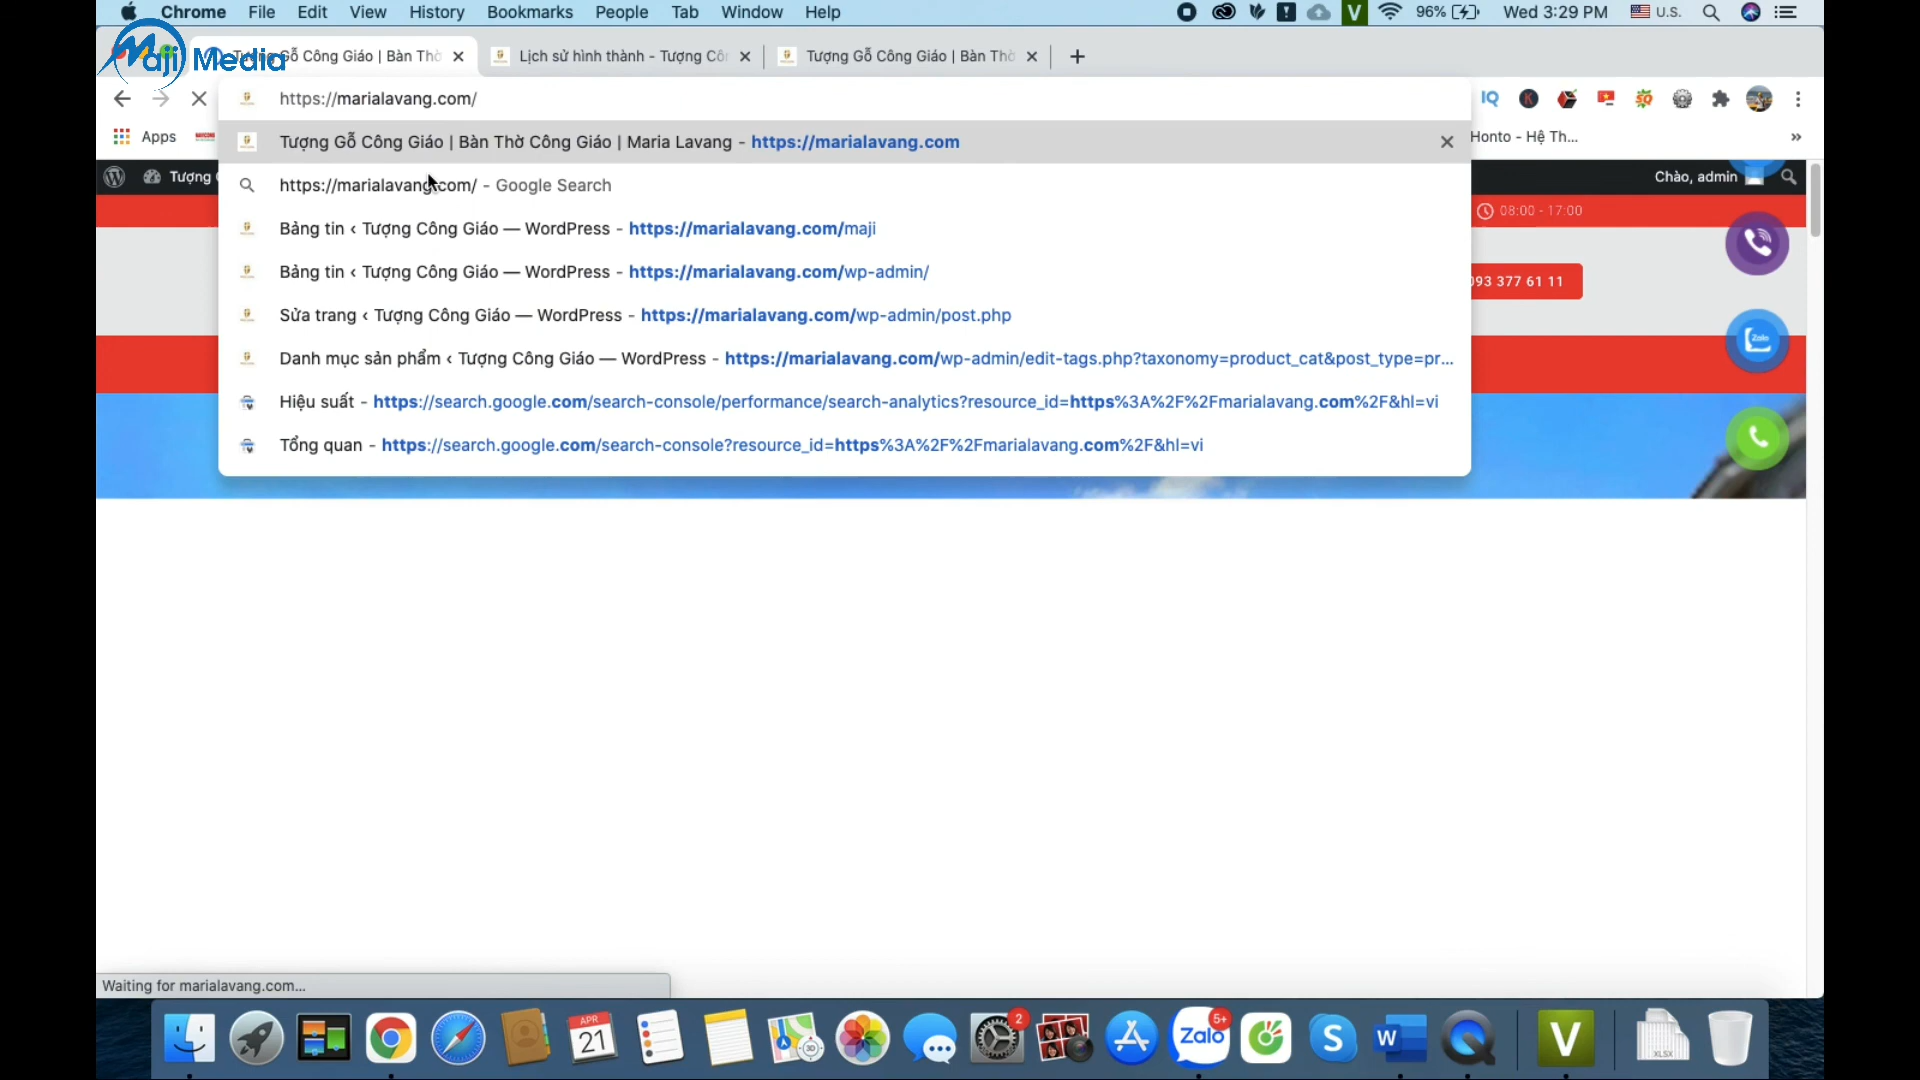 Chrome File Edit View History Bookmarks People Tab Window Help
V 96% Wed 3:29 PM U.S.
Maji Media
Gỗ Công Giáo | Bàn Thờ
Lịch sử hình thành - Tượng Cô
Tượng Gỗ Công Giáo | Bàn Thờ
https://marialavang.com/
IQ
K
SQ
Apps
Tượng Gỗ Công Giáo | Bàn Thờ Công Giáo | Maria Lavang - https://marialavang.com
Honto - Hệ Th...
»
Tượng
https://marialavang.com/ - Google Search
Chào, admin
08:00 - 17:00
Bảng tin ‹ Tượng Công Giáo — WordPress - https://marialavang.com/maji
Bảng tin ‹ Tượng Công Giáo — WordPress - https://marialavang.com/wp-admin/
093 377 61 11
Sửa trang ‹ Tượng Công Giáo — WordPress - https://marialavang.com/wp-admin/post.php
Zalo
Danh mục sản phẩm ‹ Tượng Công Giáo — WordPress - https://marialavang.com/wp-admin/edit-tags.php?taxonomy=product_cat&post_type=pr...
Hiệu suất - https://search.google.com/search-console/performance/search-analytics?resource_id=https%3A%2F%2Fmarialavang.com%2F&hl=vi
Tổng quan - https://search.google.com/search-console?resource_id=https%3A%2F%2Fmarialavang.com%2F&hl=vi
Waiting for marialavang.com...
APR
21
3D
2
Zalo
5+
S
W
V
XLSX